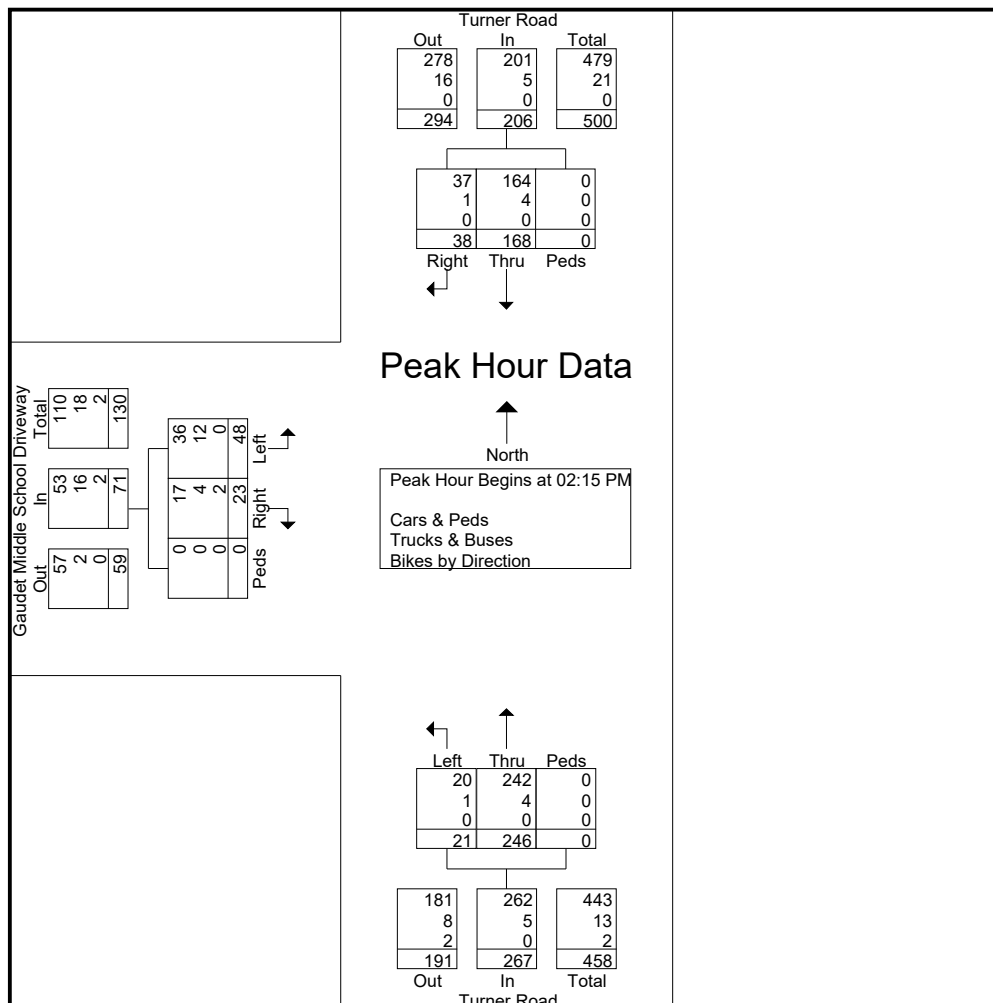 Turner Road
Out In Total
278 201 479
16 5 21
0 0 0
294 206 500
37 164 0
1 4 0
0 0 0
38 168 0
Right Thru Peds
Peak Hour Data
North
Peak Hour Begins at 02:15 PM
Cars & Peds
Trucks & Buses
Bikes by Direction
Gaudet Middle School Driveway
Out In Total
57 53 110
2 16 18
0 2 2
59 71 130
0 17 36
0 4 12
0 2 0
0 23 48
Peds Right Left
Left Thru Peds
20 242 0
1 4 0
0 0 0
21 246 0
181 262 443
8 5 13
2 0 2
191 267 458
Out In Total
Turner Road